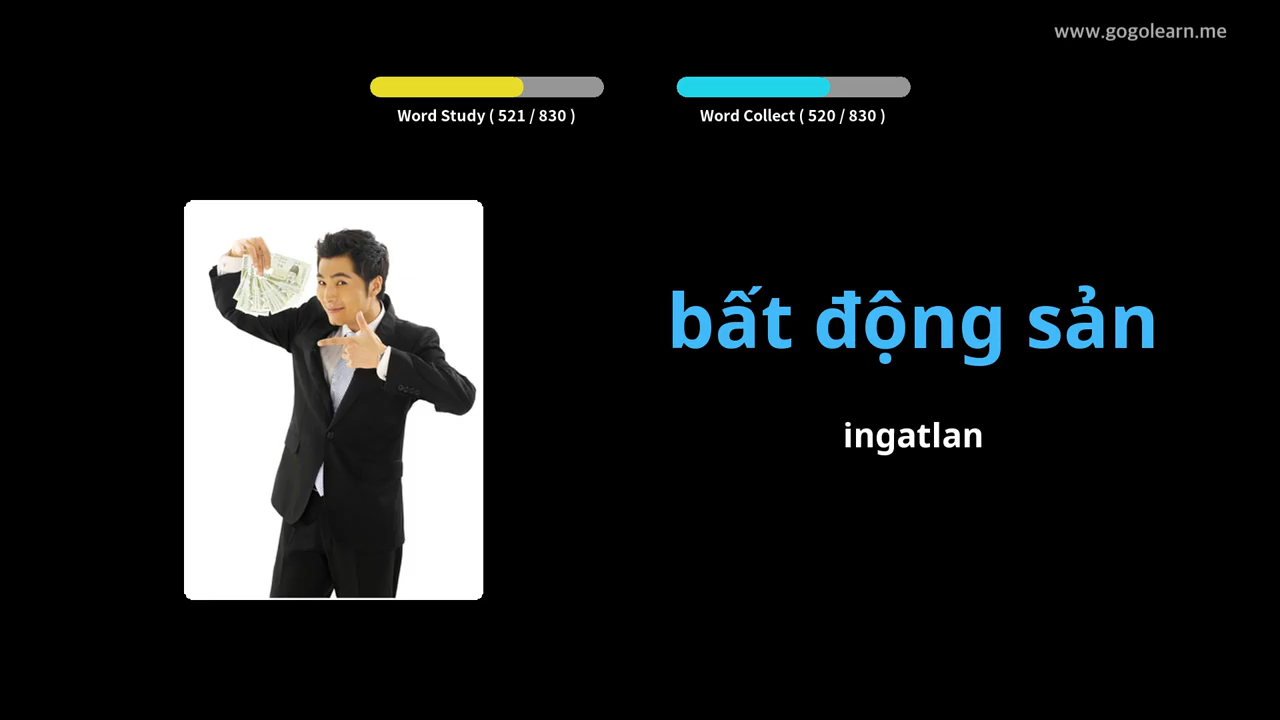 www.gogolearn.me
Word Study ( 521 / 830 )
Word Collect ( 520 / 830 )
bất động sản
ingatlan